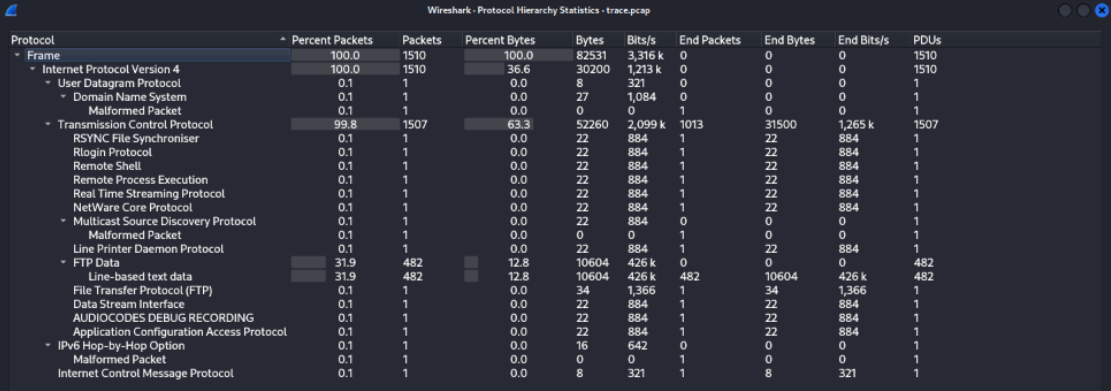 Wireshark · Protocol Hierarchy Statistics · trace.pcap
Protocol Percent Packets Packets Percent Bytes Bytes Bits/s End Packets End Bytes End Bits/s PDUs
Frame 100.0 1510 100.0 82531 3,316 k 0 0 0 1510
Internet Protocol Version 4 100.0 1510 36.6 30200 1,213 k 0 0 0 1510
User Datagram Protocol 0.1 1 0.0 8 321 0 0 0 1
Domain Name System 0.1 1 0.0 27 1,084 0 0 0 1
Malformed Packet 0.1 1 0.0 0 0 1 0 0 1
Transmission Control Protocol 99.8 1507 63.3 52260 2,099 k 1013 31500 1,265 k 1507
RSYNC File Synchroniser 0.1 1 0.0 22 884 1 22 884 1
Rlogin Protocol 0.1 1 0.0 22 884 1 22 884 1
Remote Shell 0.1 1 0.0 22 884 1 22 884 1
Remote Process Execution 0.1 1 0.0 22 884 1 22 884 1
Real Time Streaming Protocol 0.1 1 0.0 22 884 1 22 884 1
NetWare Core Protocol 0.1 1 0.0 22 884 1 22 884 1
Multicast Source Discovery Protocol 0.1 1 0.0 22 884 0 0 0 1
Malformed Packet 0.1 1 0.0 0 0 1 0 0 1
Line Printer Daemon Protocol 0.1 1 0.0 22 884 1 22 884 1
FTP Data 31.9 482 12.8 10604 426 k 0 0 0 482
Line-based text data 31.9 482 12.8 10604 426 k 482 10604 426 k 482
File Transfer Protocol (FTP) 0.1 1 0.0 34 1,366 1 34 1,366 1
Data Stream Interface 0.1 1 0.0 22 884 1 22 884 1
AUDIOCODES DEBUG RECORDING 0.1 1 0.0 22 884 1 22 884 1
Application Configuration Access Protocol 0.1 1 0.0 22 884 1 22 884 1
IPv6 Hop-by-Hop Option 0.1 1 0.0 16 642 0 0 0 1
Malformed Packet 0.1 1 0.0 0 0 1 0 0 1
Internet Control Message Protocol 0.1 1 0.0 8 321 1 8 321 1